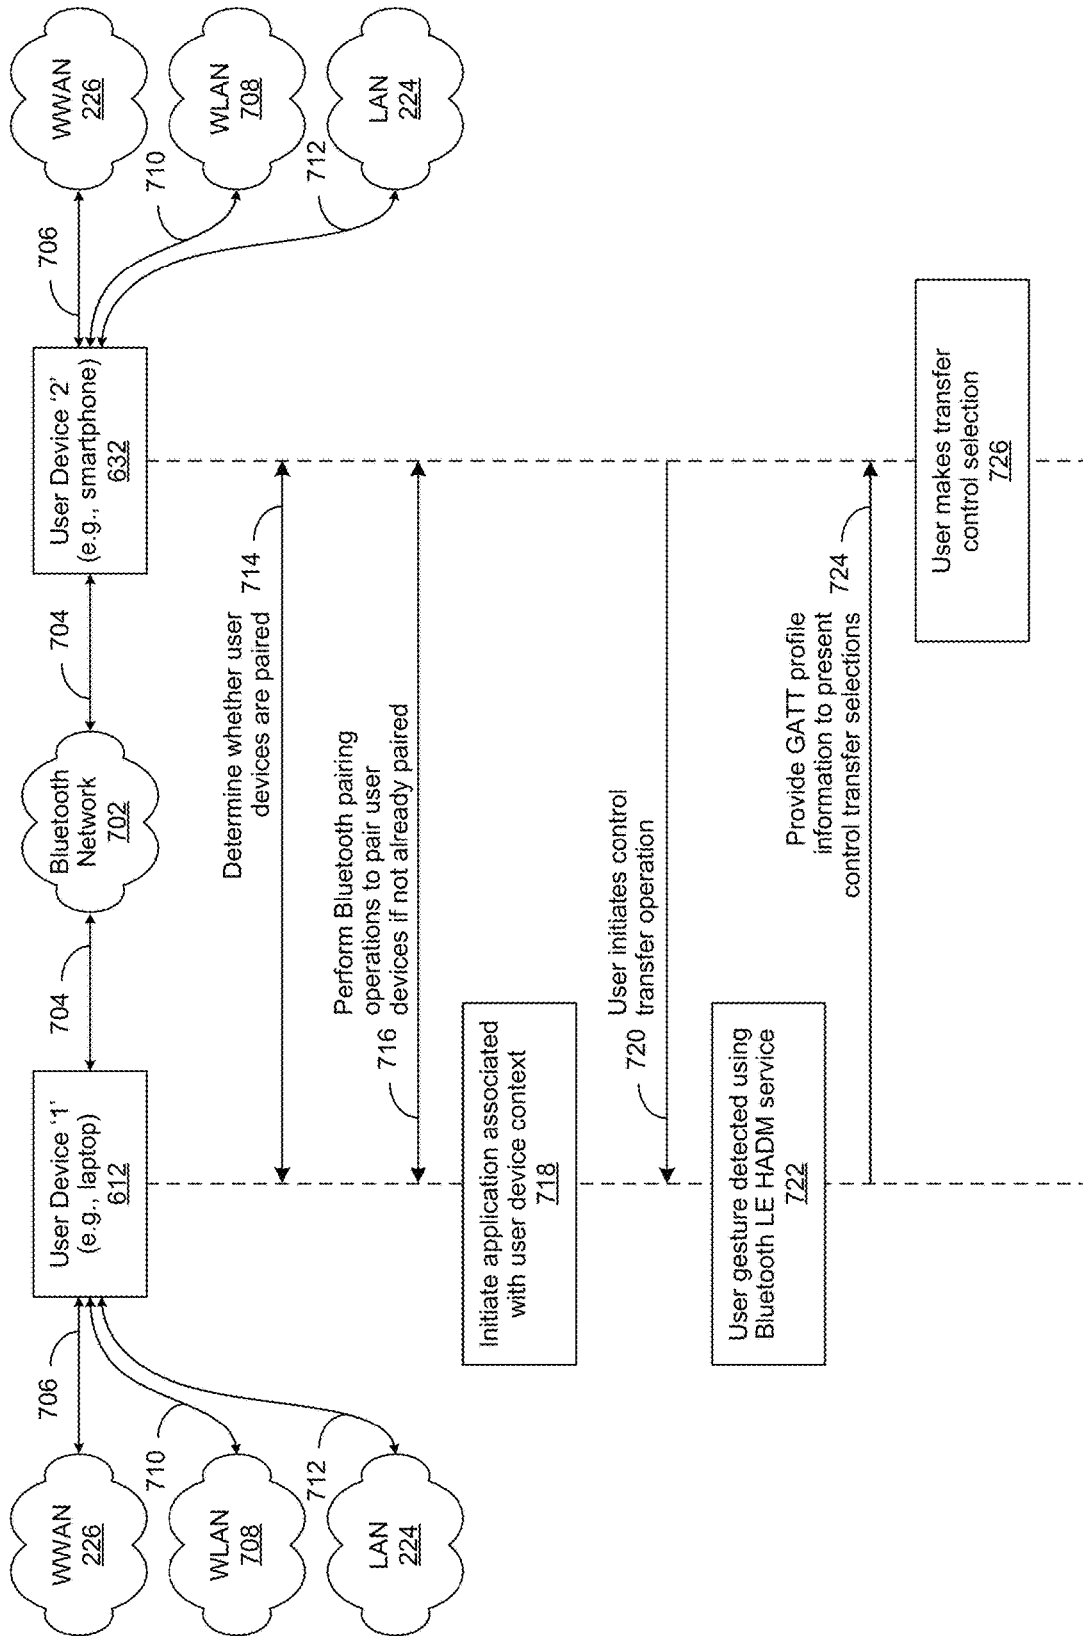 WWAN
226
706
User Device '1'
(e.g., laptop)
612
704
Bluetooth
Network
702
704
User Device '2'
(e.g., smartphone)
632
706
WWAN
226
WLAN
708
710
710
WLAN
708
LAN
224
712
712
LAN
224
Determine whether user
devices are paired
714
Perform Bluetooth pairing
operations to pair user
devices if not already paired
716
Initiate application associated
with user device context
718
User initiates control
transfer operation
720
User gesture detected using
Bluetooth LE HADM service
722
Provide GATT profile
information to present
control transfer selections
724
User makes transfer
control selection
726